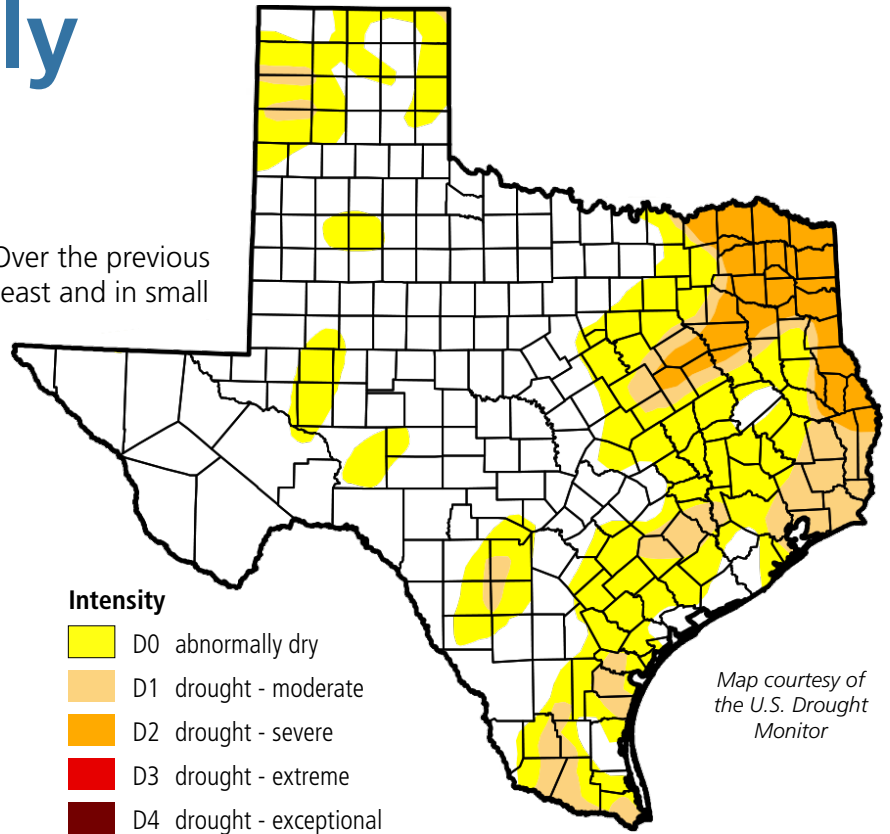 ly
Over the previous
east and in small
Intensity
D0 abnormally dry
D1 drought - moderate
D2 drought - severe
D3 drought - extreme
D4 drought - exceptional
Map courtesy of
the U.S. Drought
Monitor